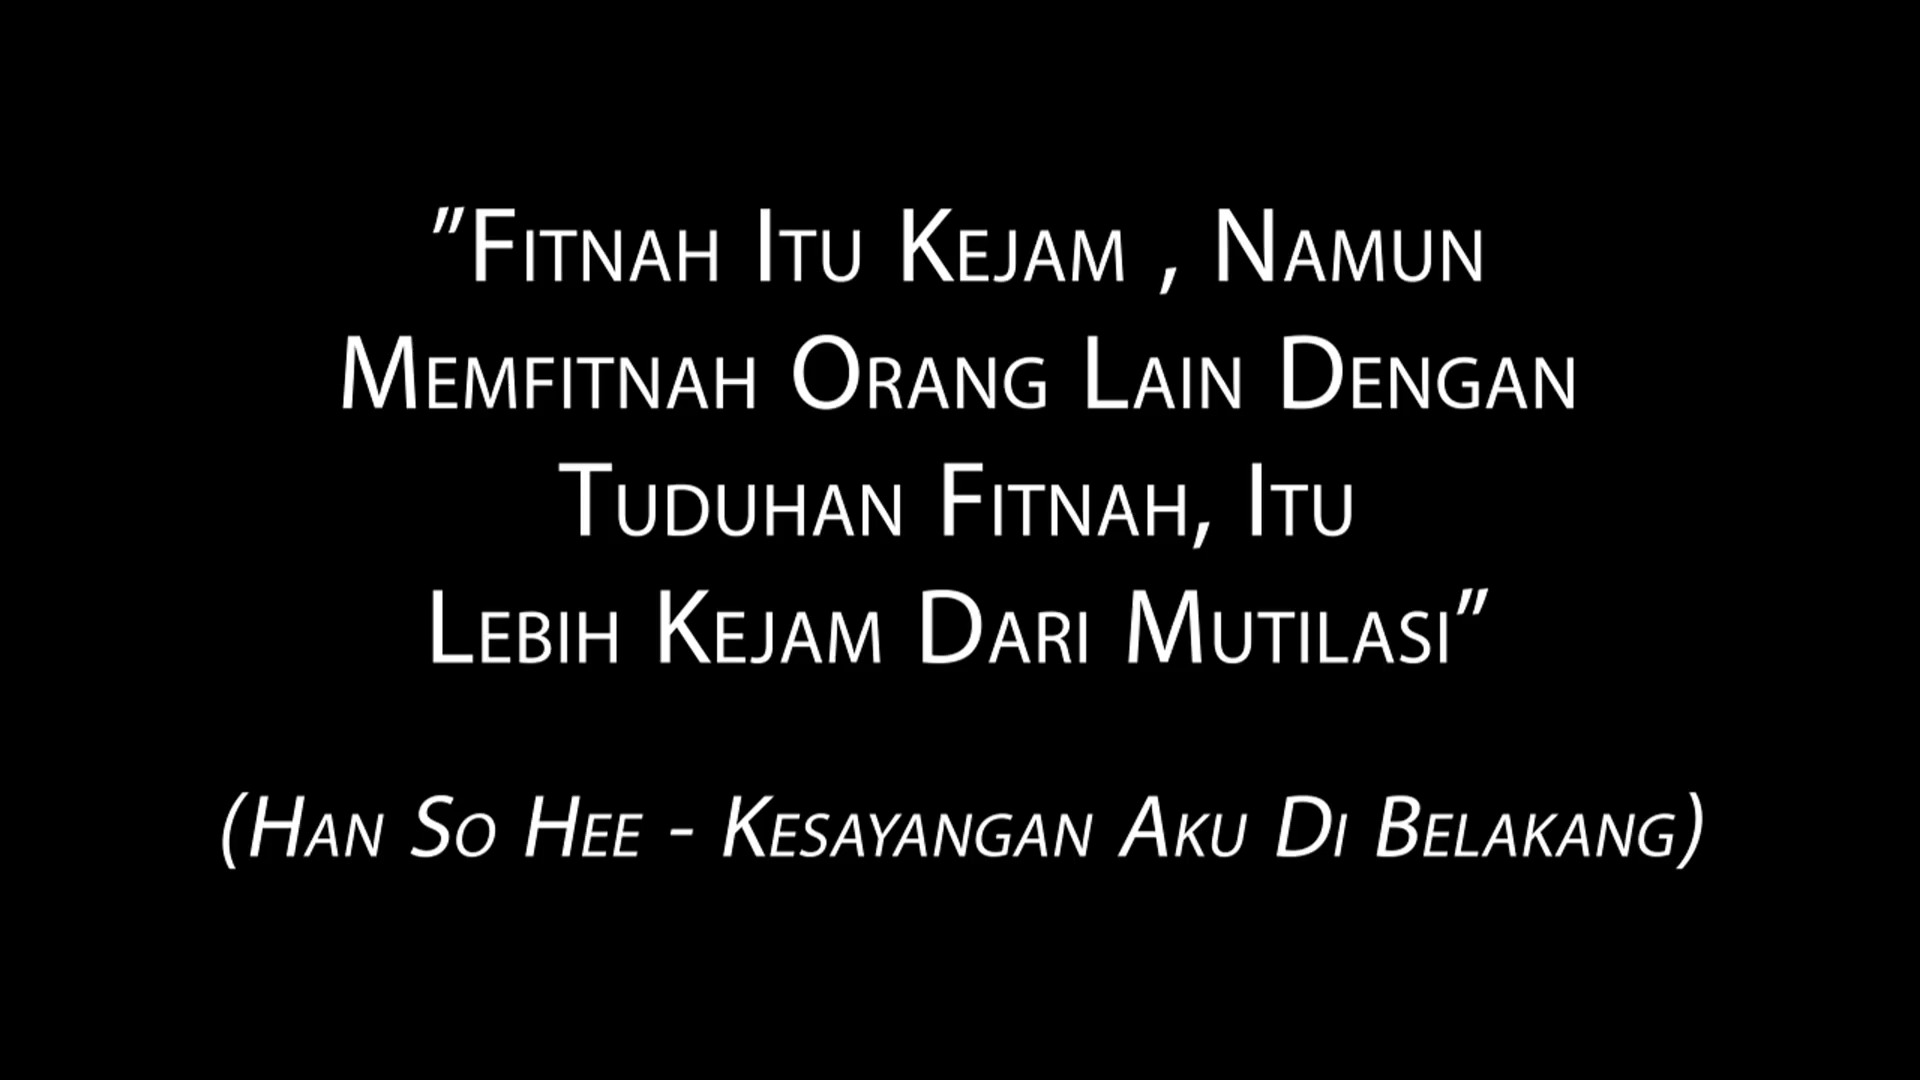 "Fitnah Itu Kejam , Namun
Memfitnah Orang Lain Dengan
Tuduhan Fitnah, Itu
Lebih Kejam Dari Mutilasi"
(Han So Hee - Kesayangan Aku Di Belakang)